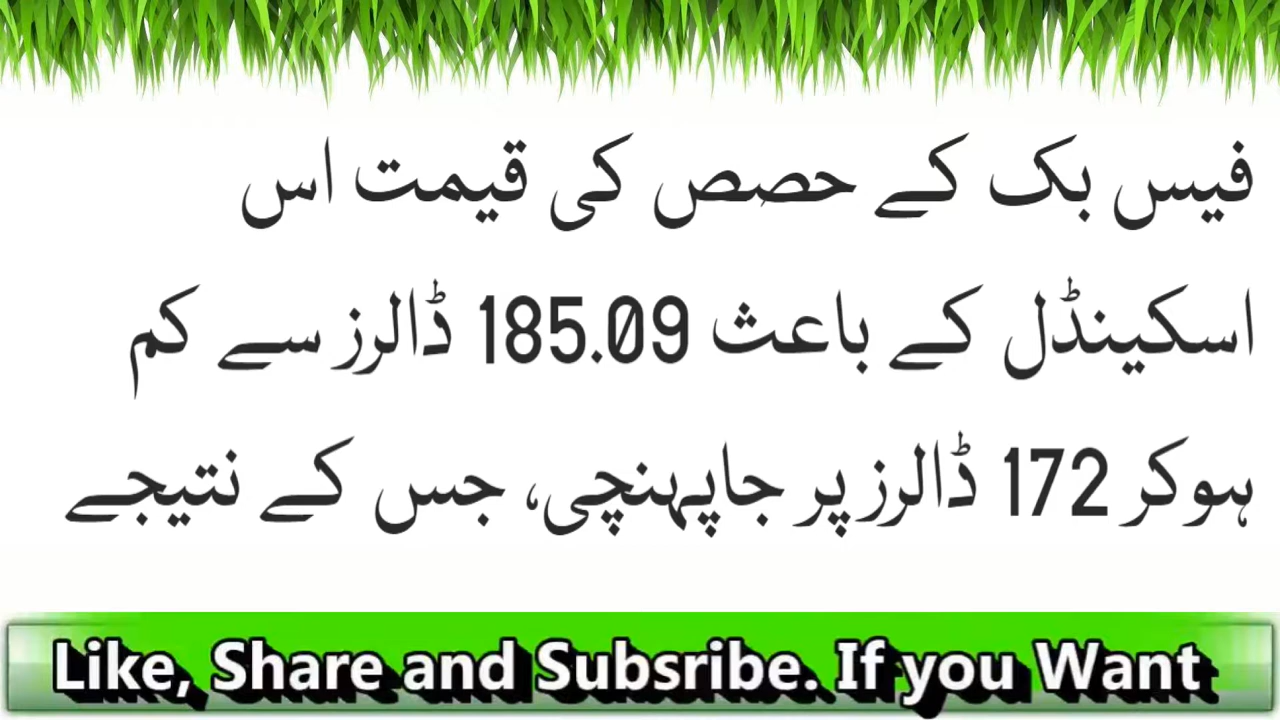 فیس بک کے حصص کی قیمت اس
اسکینڈل کے باعث 185.09 ڈالرز سے کم
ہوکر 172 ڈالرز پر جاپہنچی، جس کے نتیجے
Like, Share and Subsribe. If you Want